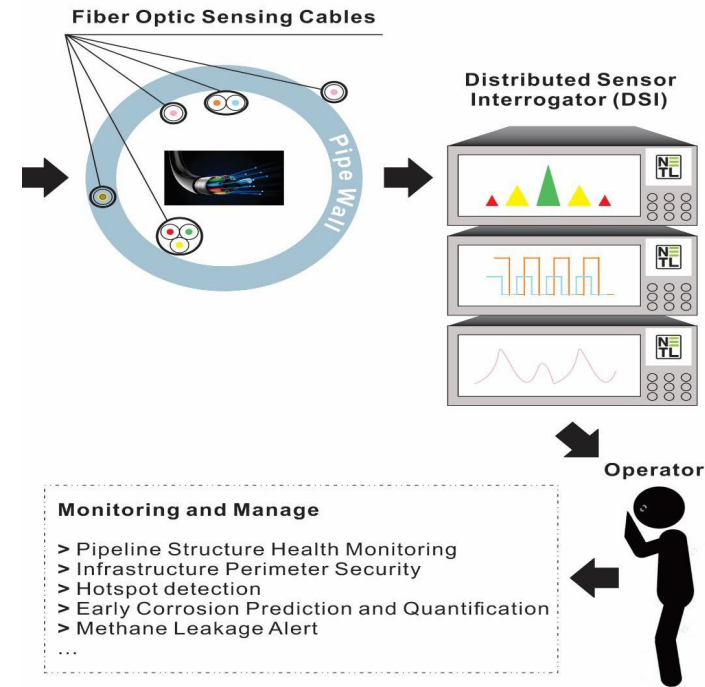 Fiber Optic Sensing Cables
Pipe Wall
Distributed Sensor
Interrogator (DSI)
NETL
NETL
NETL
Operator
Monitoring and Manage
> Pipeline Structure Health Monitoring
> Infrastructure Perimeter Security
> Hotspot detection
> Early Corrosion Prediction and Quantification
> Methane Leakage Alert
...